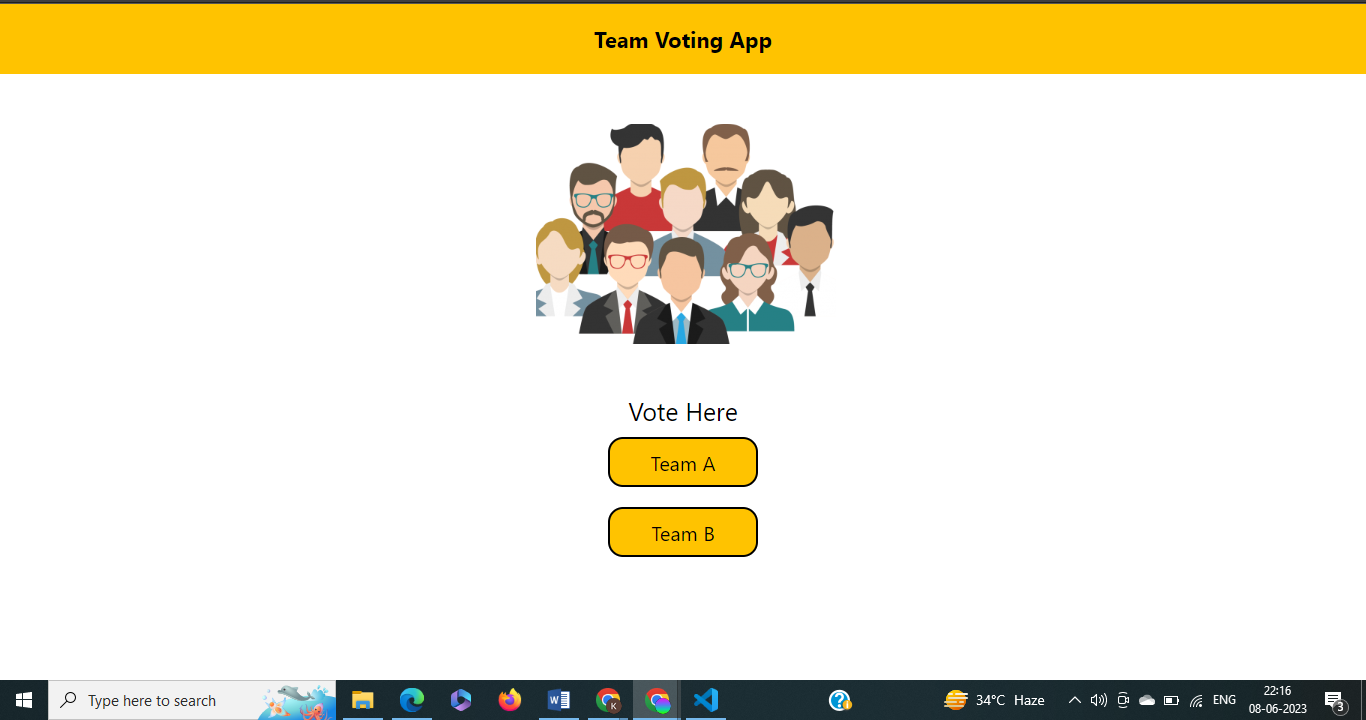 Team Voting App
Vote Here
Team A
Team B
Type here to search
W
K
?
34°C Haze
ENG
22:16
08-06-2023
3